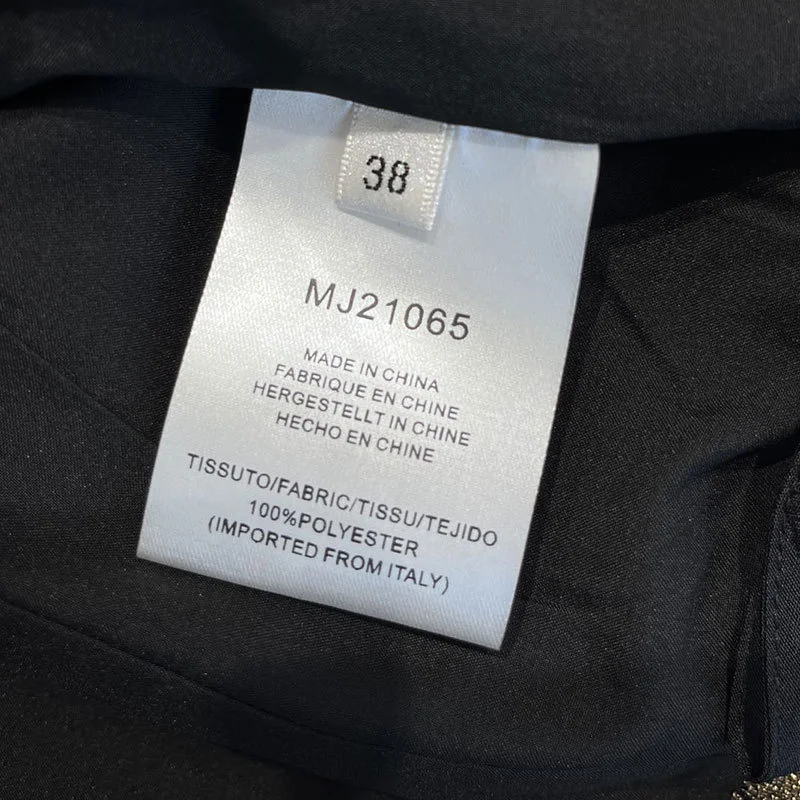 38
MJ21065
MADE IN CHINA
FABRIQUE EN CHINE
HERGESTELLT IN CHINE
HECHO EN CHINE
TISSUTO/FABRIC/TISSU/TEJIDO
100%POLYESTER
(IMPORTED FROM ITALY)